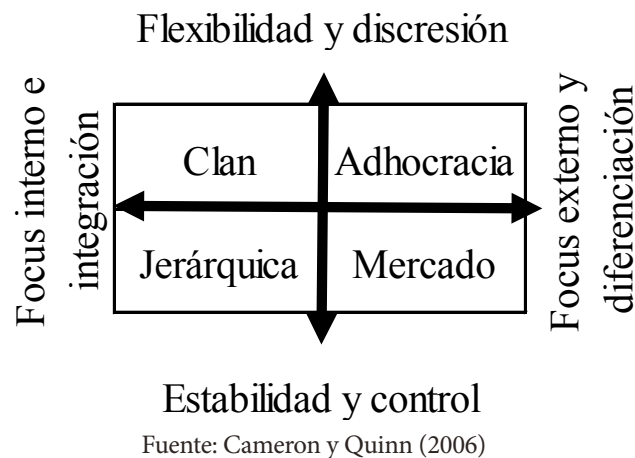 Flexibilidad y discresión
Focus interno e
integración
Clan
Adhocracia
Jerárquica
Mercado
Focus externo y
diferenciación
Estabilidad y control
Fuente: Cameron y Quinn (2006)